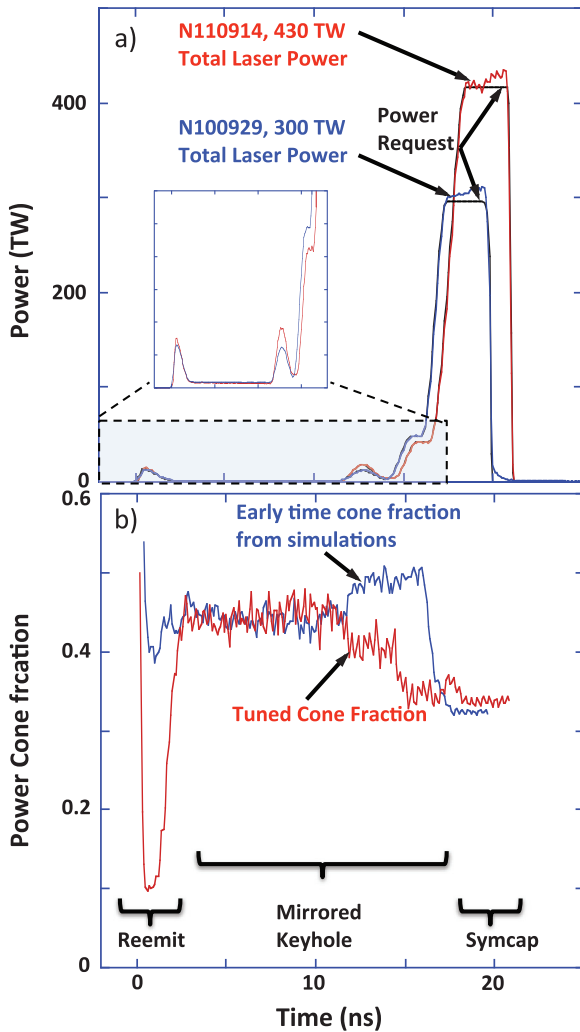 a)
N110914, 430 TW
Total Laser Power
N100929, 300 TW
Total Laser Power
Power
Request
Power (TW)
400
200
0
b)
Early time cone fraction
from simulations
Tuned Cone Fraction
Power Cone frcation
0.6
0.4
0.2
0
Reemit
Mirrored
Keyhole
Symcap
0
10
20
Time (ns)